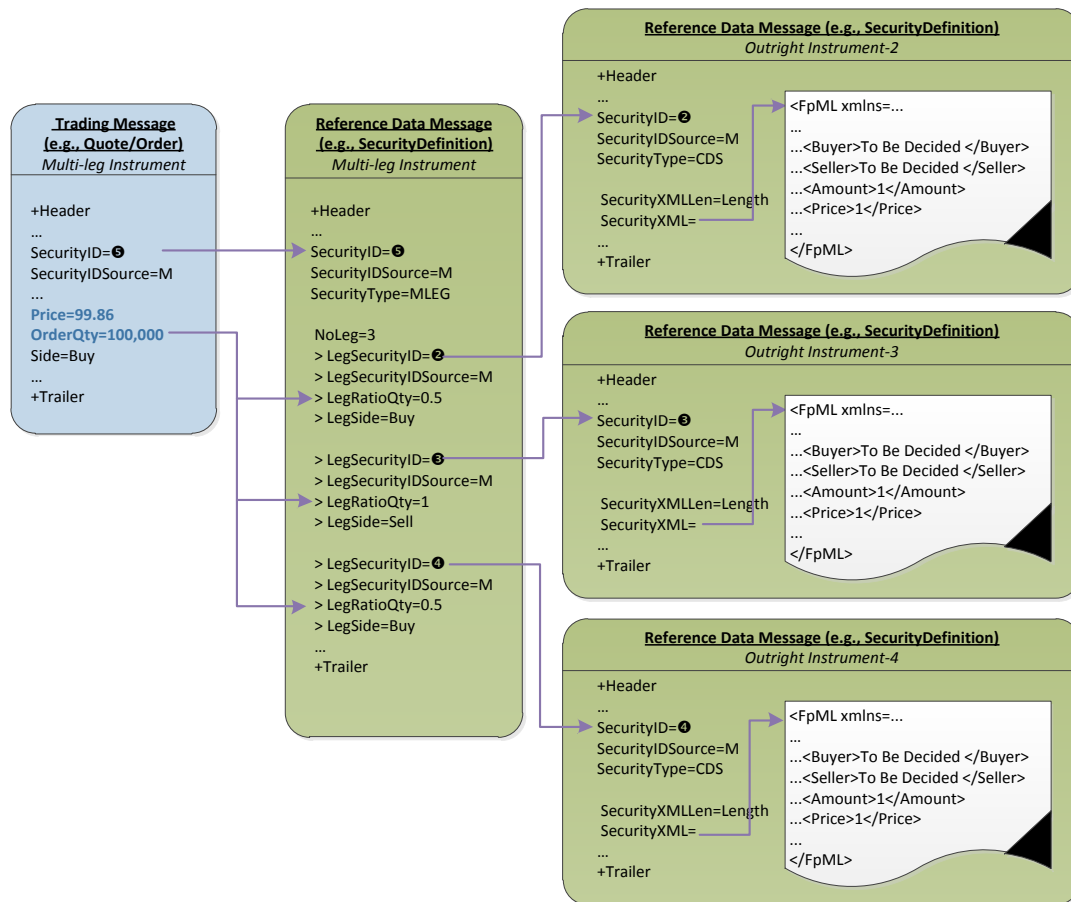 Trading Message
(e.g., Quote/Order)
Multi-leg Instrument
+Header
...
SecurityID=❺
SecurityIDSource=M
...
Price=99.86
OrderQty=100,000
Side=Buy
...
+Trailer
Reference Data Message
(e.g., SecurityDefinition)
Multi-leg Instrument
+Header
...
SecurityID=❺
SecurityIDSource=M
SecurityType=MLEG
NoLeg=3
> LegSecurityID=❷
> LegSecurityIDSource=M
> LegRatioQty=0.5
> LegSide=Buy
> LegSecurityID=❸
> LegSecurityIDSource=M
> LegRatioQty=1
> LegSide=Sell
> LegSecurityID=❹
> LegSecurityIDSource=M
> LegRatioQty=0.5
> LegSide=Buy
...
+Trailer
Reference Data Message (e.g., SecurityDefinition)
Outright Instrument-2
+Header
...
SecurityID=❷
SecurityIDSource=M
SecurityType=CDS
SecurityXMLLen=Length
SecurityXML=
...
+Trailer
<FpML xmlns=...
...
...<Buyer>To Be Decided </Buyer>
...<Seller>To Be Decided </Seller>
...<Amount>1</Amount>
...<Price>1</Price>
...
</FpML>
Reference Data Message (e.g., SecurityDefinition)
Outright Instrument-3
+Header
...
SecurityID=❸
SecurityIDSource=M
SecurityType=CDS
SecurityXMLLen=Length
SecurityXML=
...
+Trailer
<FpML xmlns=...
...
...<Buyer>To Be Decided </Buyer>
...<Seller>To Be Decided </Seller>
...<Amount>1</Amount>
...<Price>1</Price>
...
</FpML>
Reference Data Message (e.g., SecurityDefinition)
Outright Instrument-4
+Header
...
SecurityID=❹
SecurityIDSource=M
SecurityType=CDS
SecurityXMLLen=Length
SecurityXML=
...
+Trailer
<FpML xmlns=...
...
...<Buyer>To Be Decided </Buyer>
...<Seller>To Be Decided </Seller>
...<Amount>1</Amount>
...<Price>1</Price>
...
</FpML>